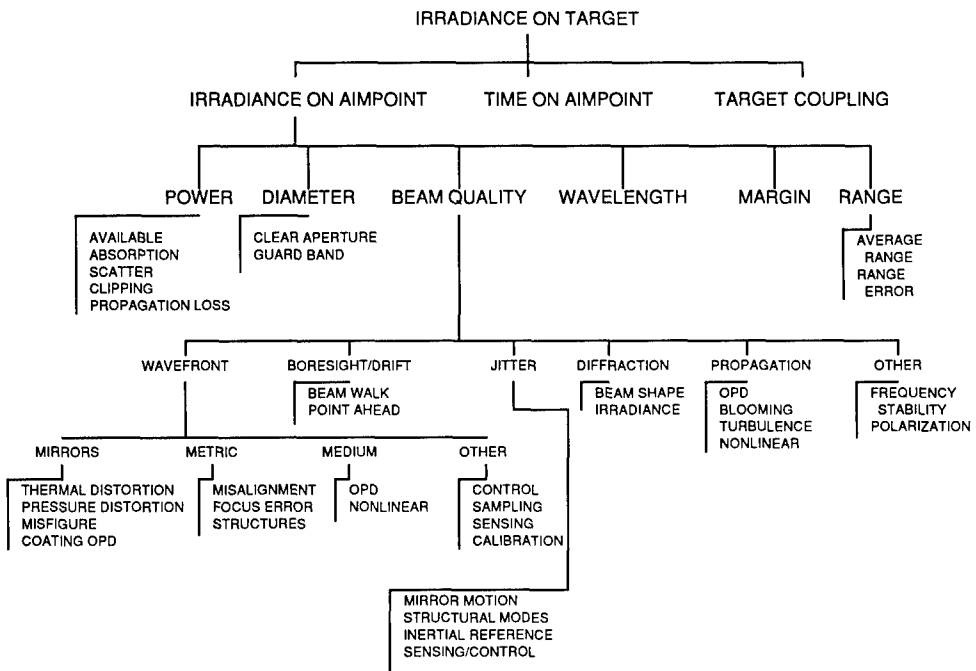 IRRADIANCE ON TARGET
IRRADIANCE ON AIMPOINT TIME ON AIMPOINT TARGET COUPLING
POWER DIAMETER BEAM QUALITY WAVELENGTH MARGIN RANGE
AVAILABLE
ABSORPTION
SCATTER
CLIPPING
PROPAGATION LOSS
CLEAR APERTURE
GUARD BAND
AVERAGE
RANGE
RANGE
ERROR
WAVEFRONT BORESIGHT/DRIFT JITTER DIFFRACTION PROPAGATION OTHER
BEAM WALK
POINT AHEAD
BEAM SHAPE
IRRADIANCE
OPD
BLOOMING
TURBULENCE
NONLINEAR
FREQUENCY
STABILITY
POLARIZATION
MIRRORS METRIC MEDIUM OTHER
THERMAL DISTORTION
PRESSURE DISTORTION
MISFIGURE
COATING OPD
MISALIGNMENT
FOCUS ERROR
STRUCTURES
OPD
NONLINEAR
CONTROL
SAMPLING
SENSING
CALIBRATION
MIRROR MOTION
STRUCTURAL MODES
INERTIAL REFERENCE
SENSING/CONTROL